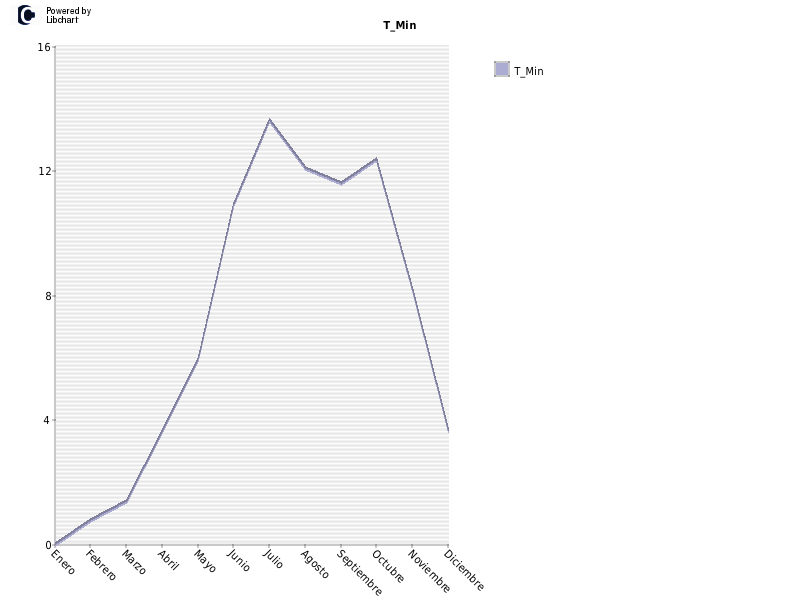 Powered by
Libchart
T_Min
16
12
8
4
0
T_Min
Enero
Febrero
Marzo
Abril
Mayo
Junio
Julio
Agosto
Septiembre
Octubre
Noviembre
Diciembre